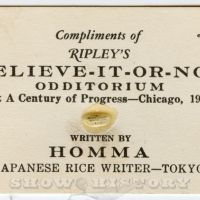 Compliments of
RIPLEY'S
ELIEVE-IT-OR-NO
ODDITORIUM
A Century of Progress—Chicago, 19
WRITTEN BY
HOMMA
JAPANESE RICE WRITER—TOKYO
SHOW HISTORY